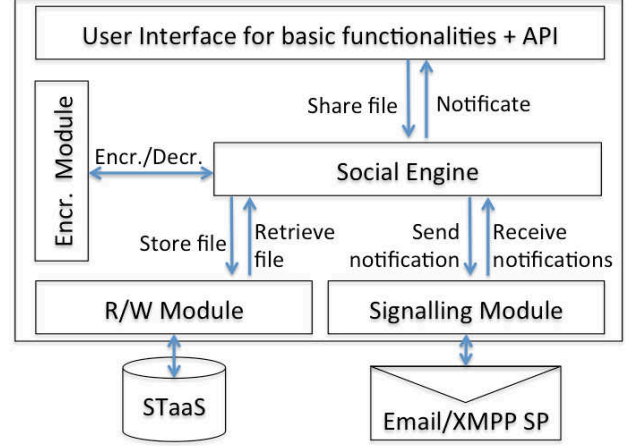 User Interface for basic functionalities + API
Share file
Notificate
Encr. Module
Encr./Decr.
Social Engine
Store file
Retrieve
file
Send
notification
Receive
notifications
R/W Module
Signalling Module
STaaS
Email/XMPP SP